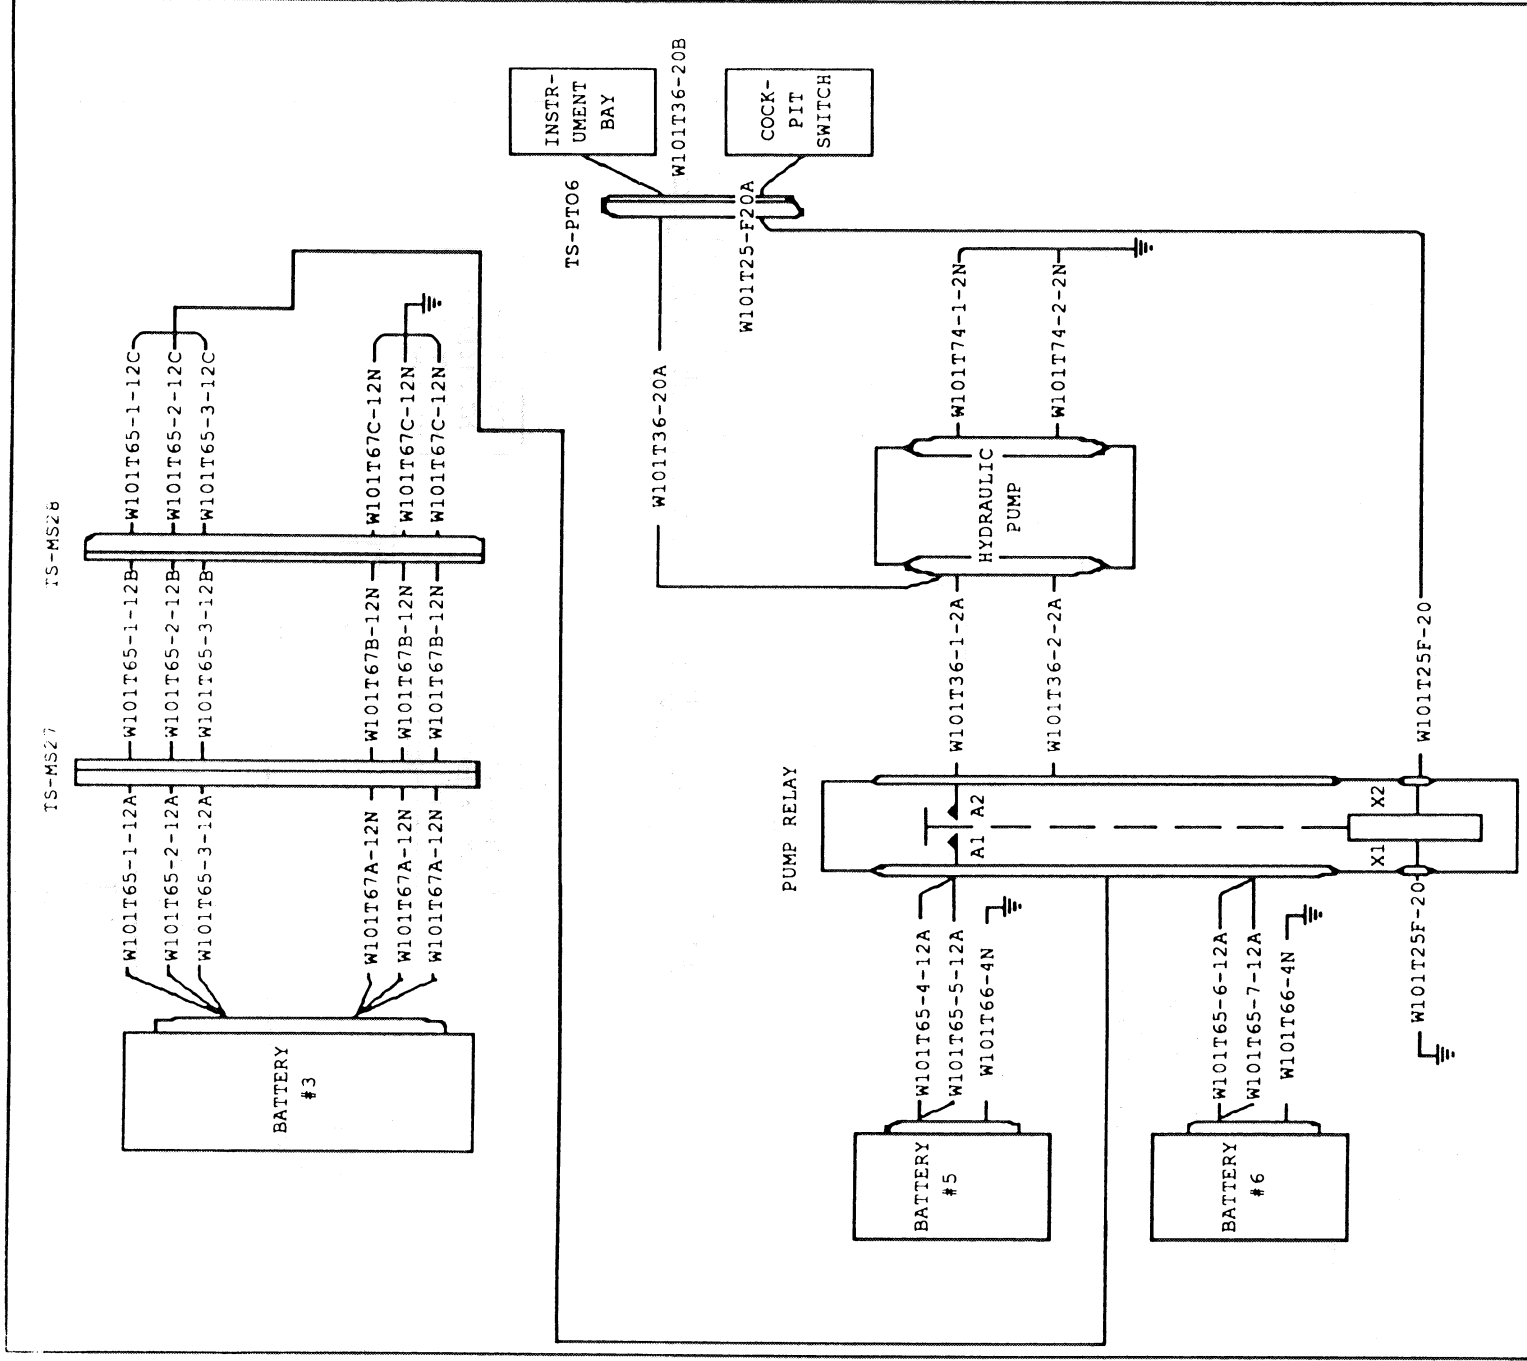 TS-MS27
TS-MS28
BATTERY
#3
W101T65-1-12A
W101T65-1-12B
W101T65-1-12C
W101T65-2-12A
W101T65-2-12B
W101T65-2-12C
W101T65-3-12A
W101T65-3-12B
W101T65-3-12C
W101T67A-12N
W101T67B-12N
W101T67C-12N
W101T67A-12N
W101T67B-12N
W101T67C-12N
W101T67A-12N
W101T67B-12N
W101T67C-12N
TS-PT06
INSTR-
UMENT
BAY
W101T36-20B
W101T36-20A
W101T25-F20A
COCK-
PIT
SWITCH
PUMP RELAY
BATTERY
#5
W101T65-4-12A
W101T65-5-12A
W101T66-4N
A1
A2
W101T36-1-2A
W101T36-2-2A
HYDRAULIC
PUMP
W101T74-1-2N
W101T74-2-2N
BATTERY
#6
W101T65-6-12A
W101T65-7-12A
W101T66-4N
X1
X2
W101T25F-20
W101T25F-20